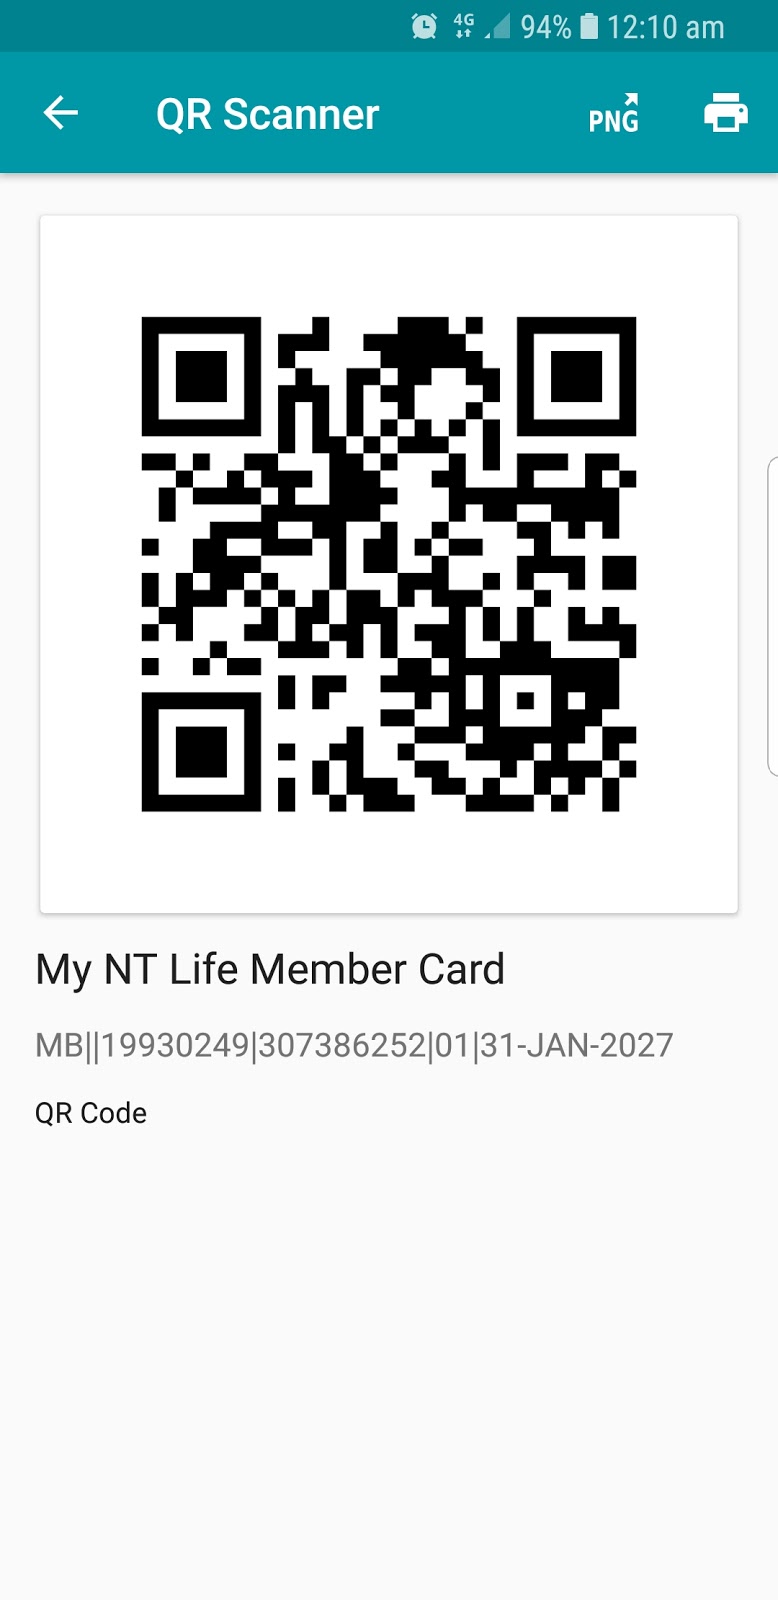 4G 94% 12:10 am
QR Scanner PNG
My NT Life Member Card
MB||19930249|307386252|01|31-JAN-2027
QR Code